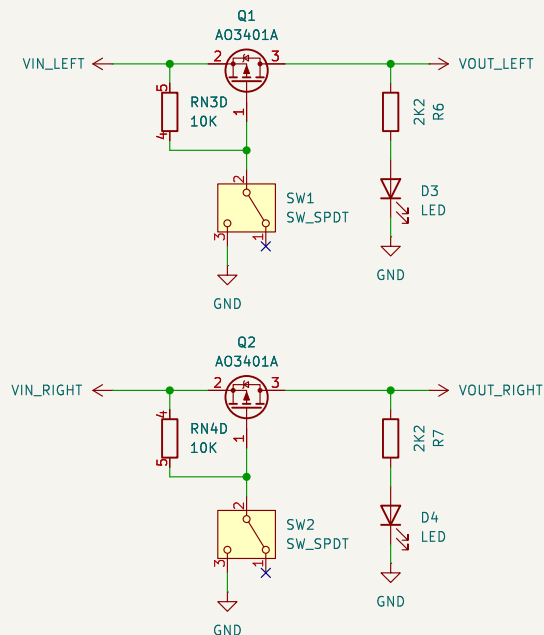 Q1
AO3401A
VIN_LEFT
2
3
VOUT_LEFT
5
RN3D
10K
4
1
2K2
R6
2
SW1
SW_SPDT
3
1
D3
LED
GND
GND
Q2
AO3401A
VIN_RIGHT
2
3
VOUT_RIGHT
4
RN4D
10K
5
1
2K2
R7
2
SW2
SW_SPDT
3
1
D4
LED
GND
GND